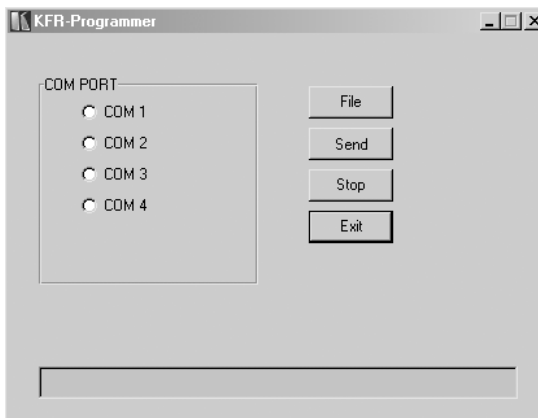 KFR-Programmer
COM PORT
COM 1
COM 2
COM 3
COM 4
File
Send
Stop
Exit